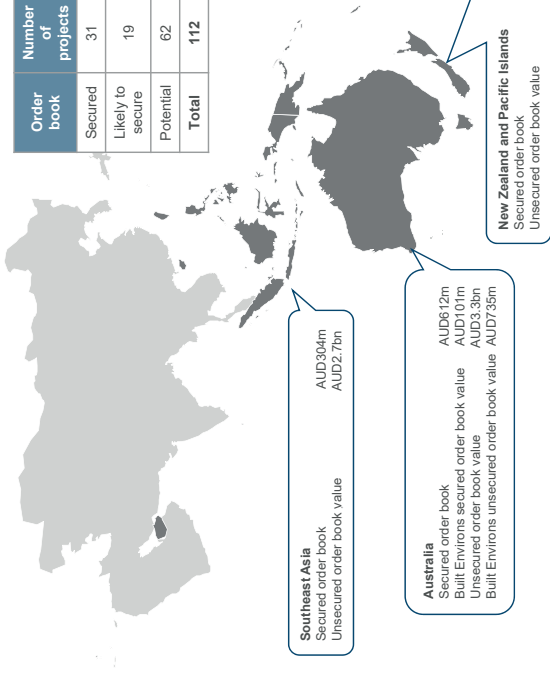 Order book Number of projects
Secured 31
Likely to secure 19
Potential 62
Total 112
Southeast Asia
Secured order book AUD304m
Unsecured order book value AUD2.7bn
Australia
Secured order book AUD612m
Built Environs secured order book value AUD101m
Unsecured order book value AUD3.3bn
Built Environs unsecured order book value AUD735m
New Zealand and Pacific Islands
Secured order book
Unsecured order book value